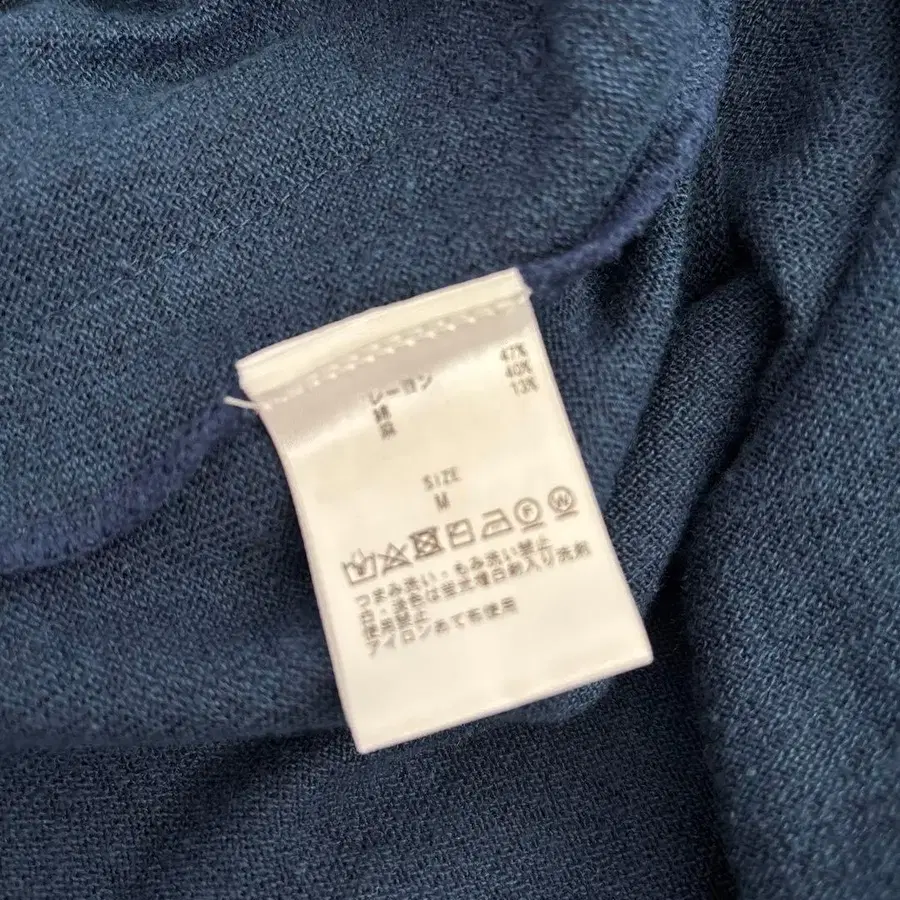 レーヨン 47%
綿 40%
麻 13%
SIZE
M
F W
つまみ洗い・もみ洗い禁止
白・淡色は蛍光増白剤入り洗剤
使用禁止
アイロンあて布使用